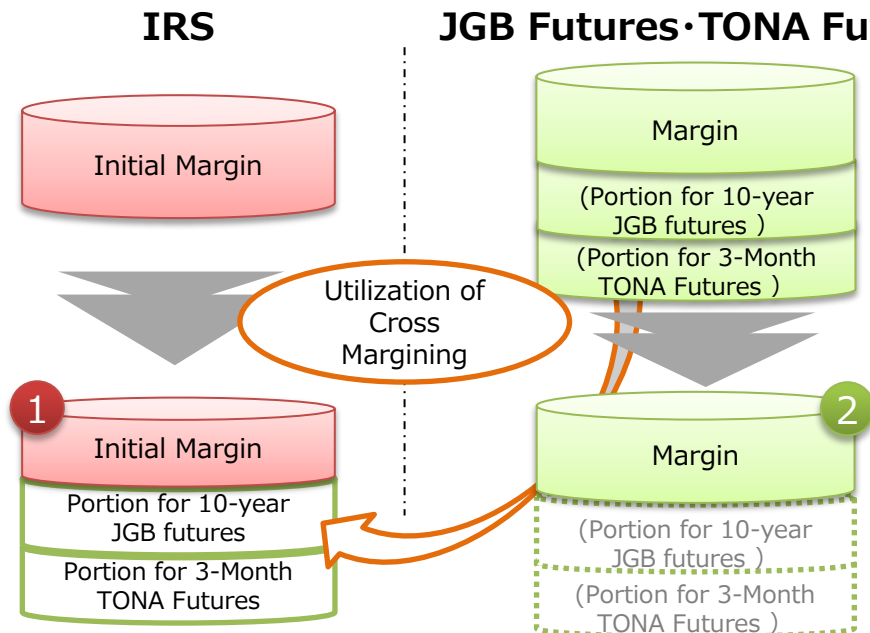 IRS
JGB Futures･TONA Fu
Initial Margin
Margin
(Portion for 10-year
JGB futures )
(Portion for 3-Month
TONA Futures )
Utilization of
Cross
Margining
1
Initial Margin
Portion for 10-year
JGB futures
Portion for 3-Month
TONA Futures
2
Margin
(Portion for 10-year
JGB futures )
(Portion for 3-Month
TONA Futures )